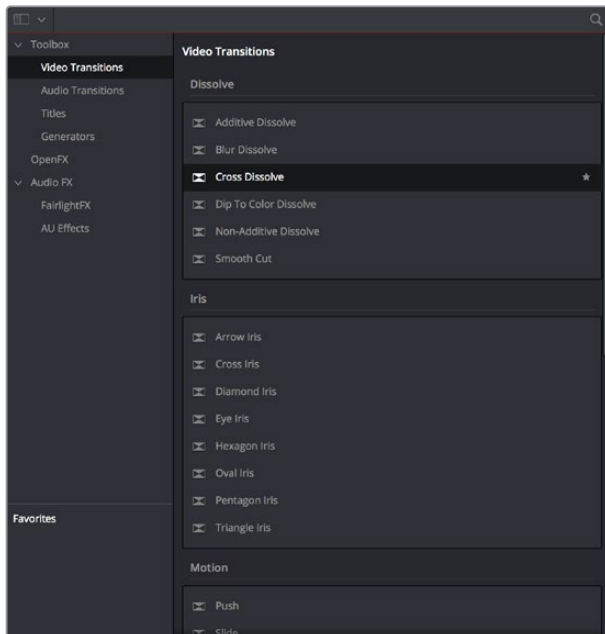 Toolbox
Video Transitions
Audio Transitions
Titles
Generators
OpenFX
Audio FX
FairlightFX
AU Effects
Favorites
Video Transitions
Dissolve
Additive Dissolve
Blur Dissolve
Cross Dissolve
Dip To Color Dissolve
Non-Additive Dissolve
Smooth Cut
Iris
Arrow Iris
Cross Iris
Diamond Iris
Eye Iris
Hexagon Iris
Oval Iris
Pentagon Iris
Triangle Iris
Motion
Push
Slide